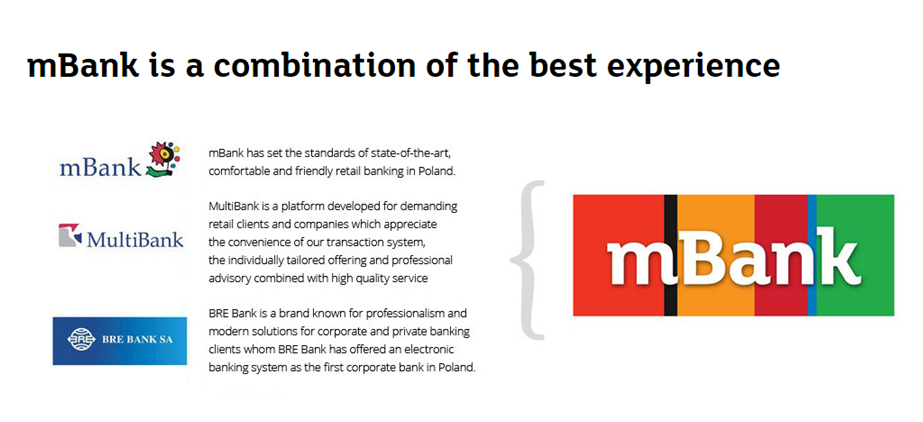 mBank is a combination of the best experience
mBank
mBank has set the standards of state-of-the-art,
comfortable and friendly retail banking in Poland.
MultiBank
MultiBank is a platform developed for demanding
retail clients and companies which appreciate
the convenience of our transaction system,
the individually tailored offering and professional
advisory combined with high quality service
BRE BRE BANK SA
BRE Bank is a brand known for professionalism and
modern solutions for corporate and private banking
clients whom BRE Bank has offered an electronic
banking system as the first corporate bank in Poland.
mBank